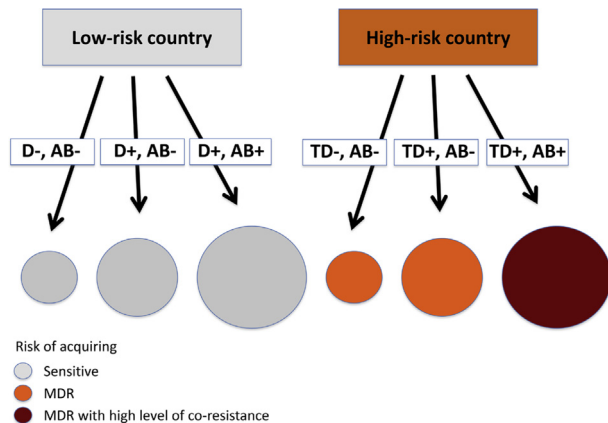 Low-risk country
High-risk country
D-, AB-
D+, AB-
D+, AB+
TD-, AB-
TD+, AB-
TD+, AB+
Risk of acquiring
Sensitive
MDR
MDR with high level of co-resistance